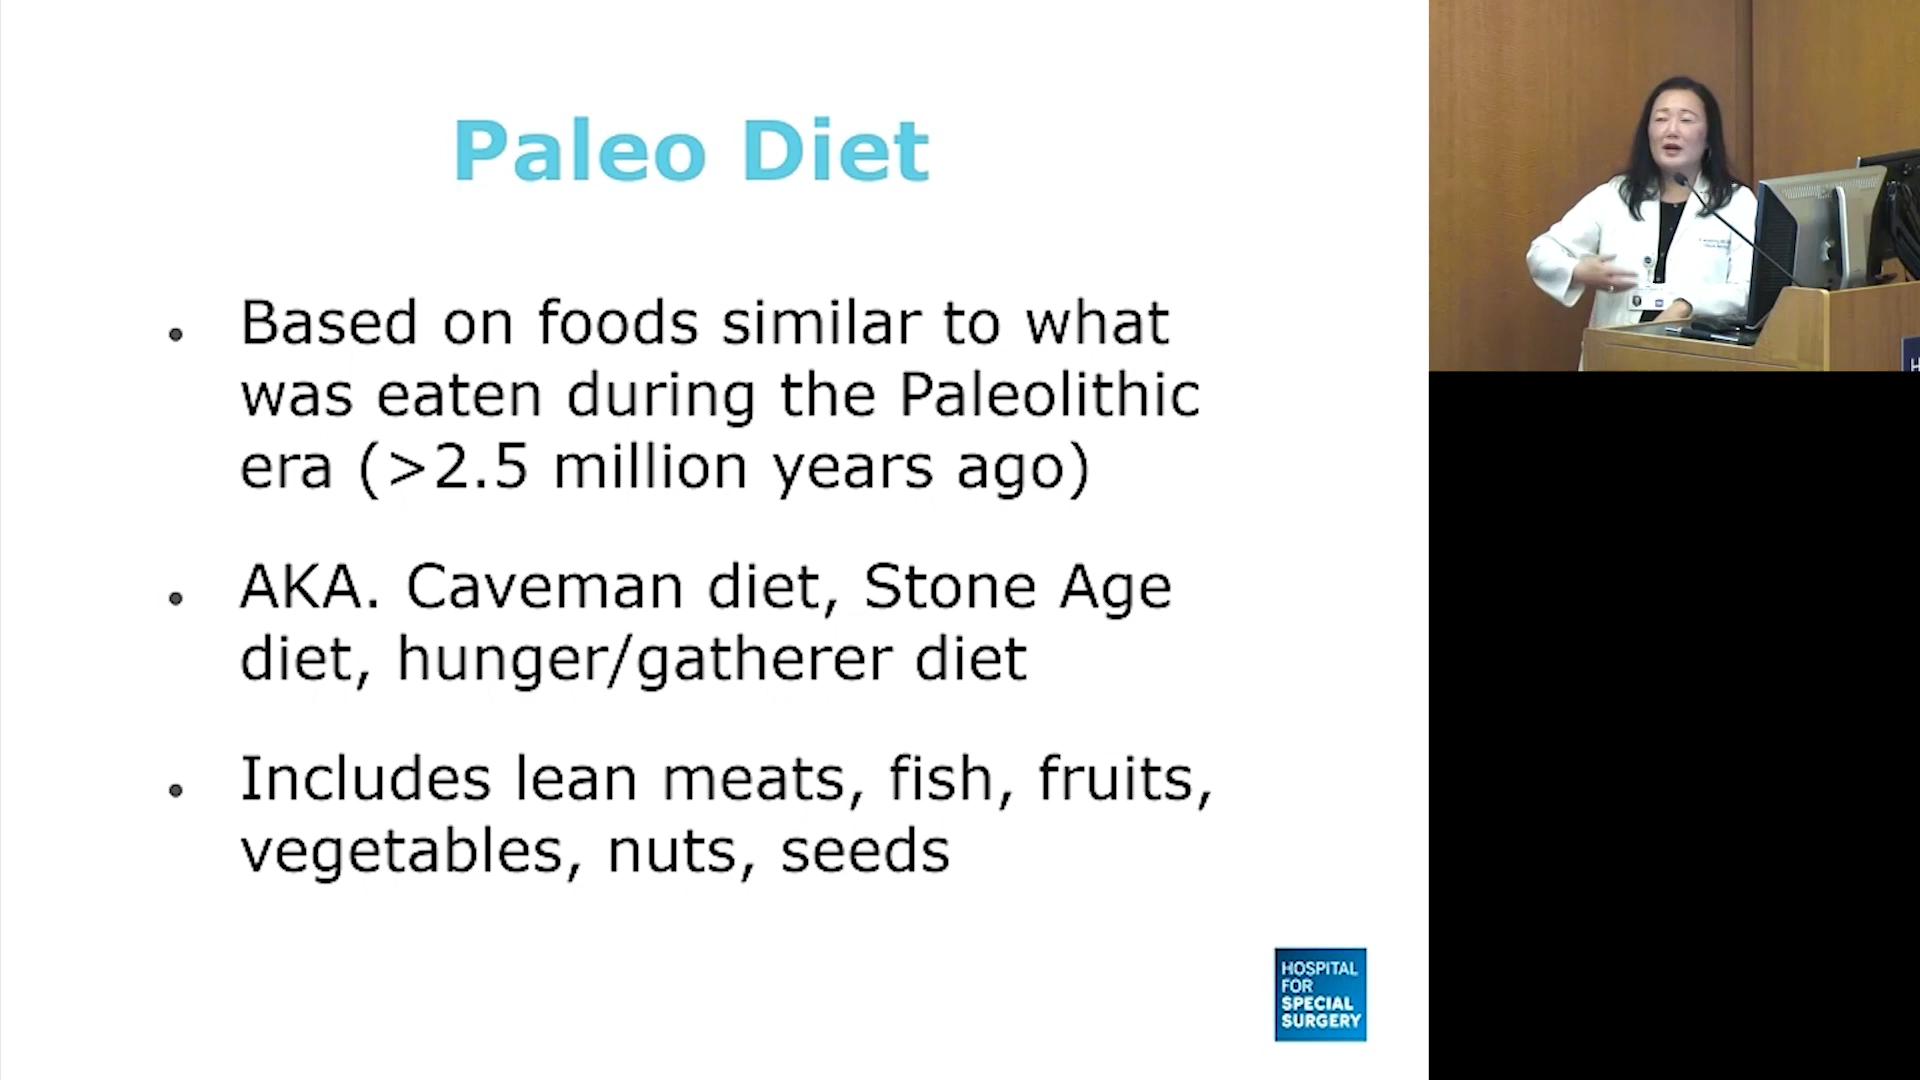 Paleo Diet
• Based on foods similar to what
was eaten during the Paleolithic
era (>2.5 million years ago)
• AKA. Caveman diet, Stone Age
diet, hunger/gatherer diet
• Includes lean meats, fish, fruits,
vegetables, nuts, seeds
HOSPITAL
FOR
SPECIAL
SURGERY